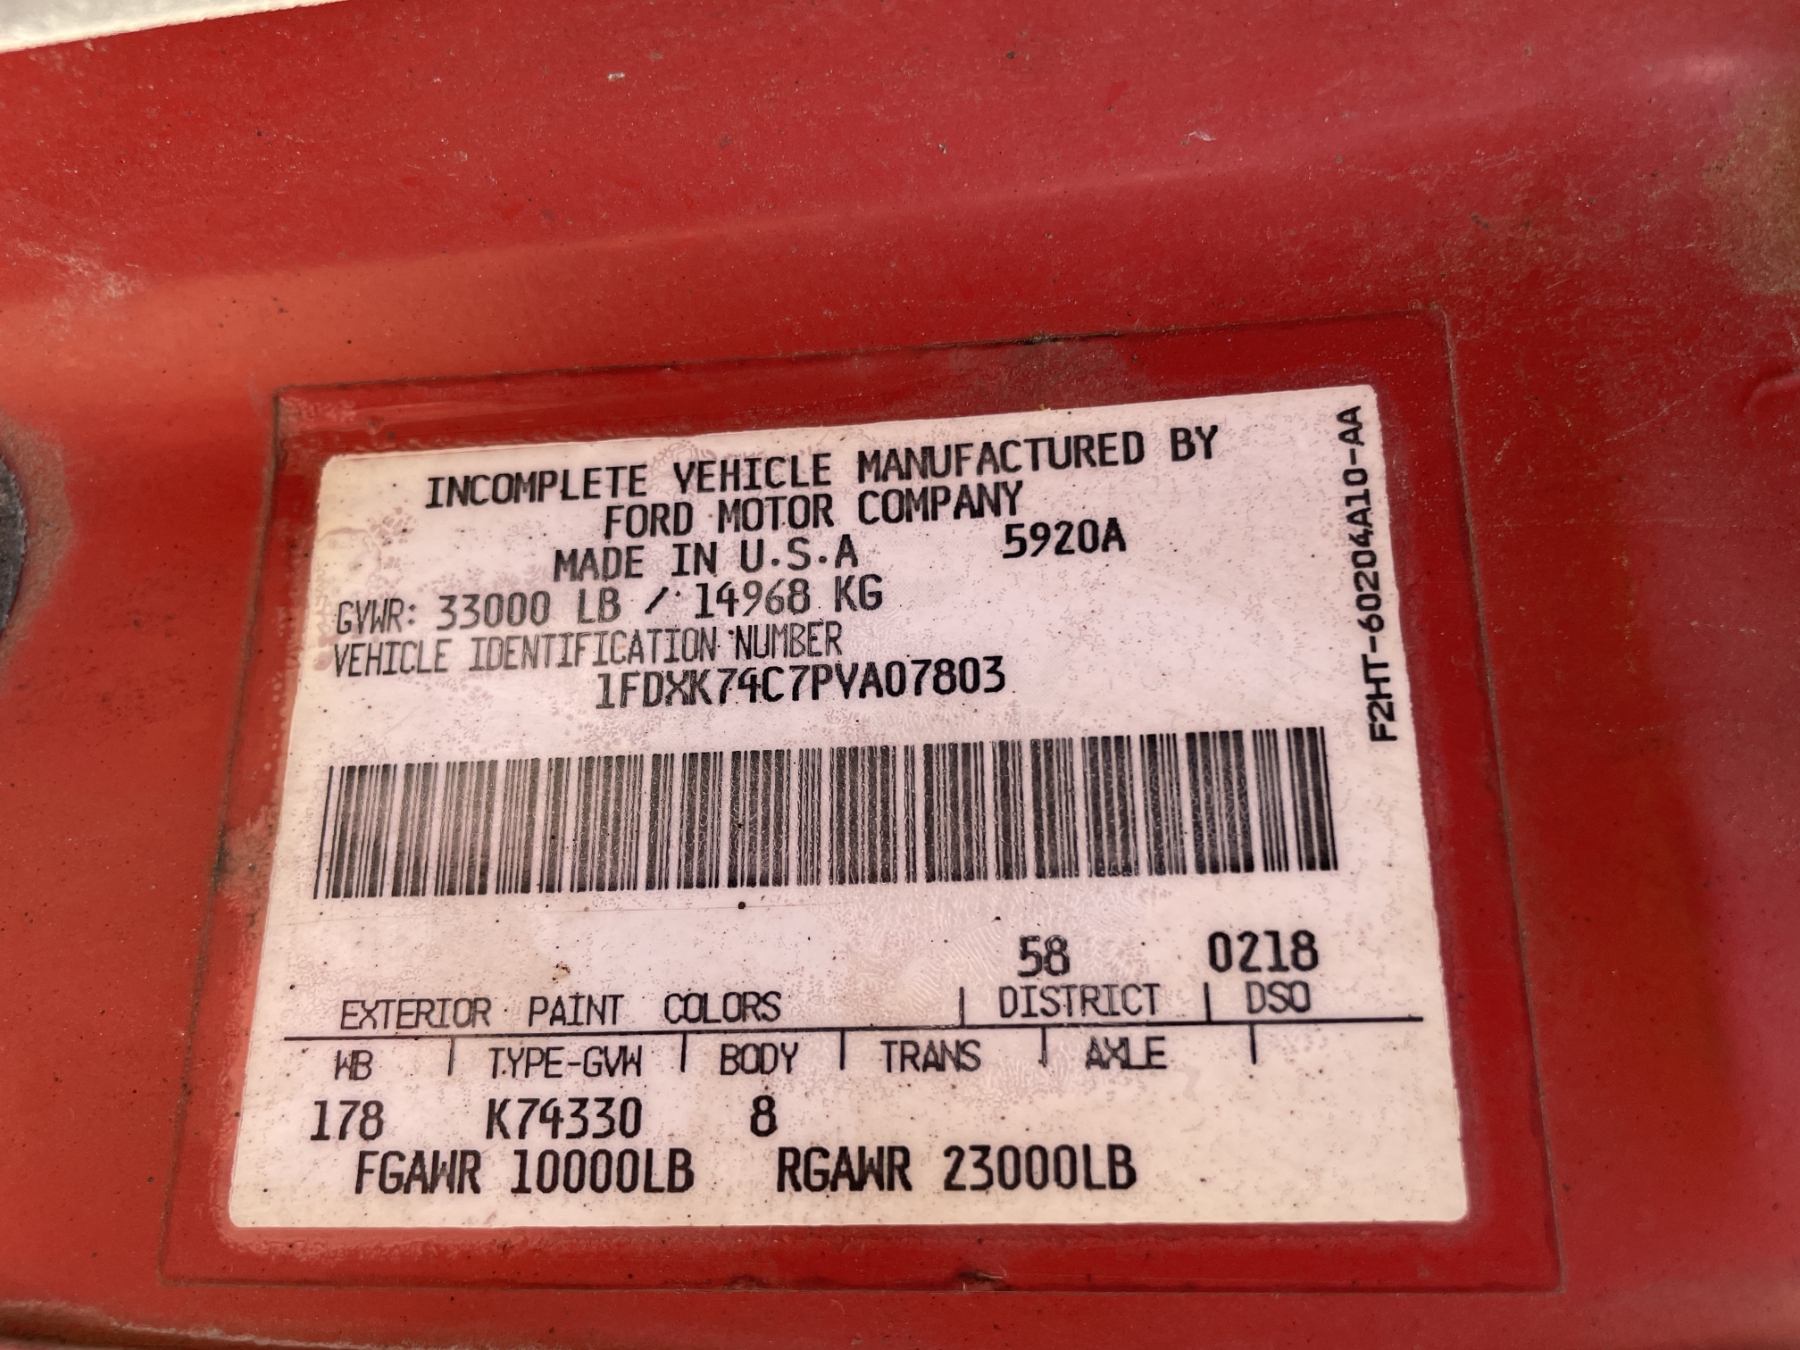 INCOMPLETE VEHICLE MANUFACTURED BY
FORD MOTOR COMPANY
MADE IN U.S.A 5920A
GVWR: 33000 LB / 14968 KG
VEHICLE IDENTIFICATION NUMBER
1FDXK74C7PVA07803
F2HT-60204A10-AA
58 0218
EXTERIOR PAINT COLORS | DISTRICT | DSO
WB | TYPE-GVW | BODY | TRANS | AXLE |
178 K74330 8
FGAWR 10000LB RGAWR 23000LB